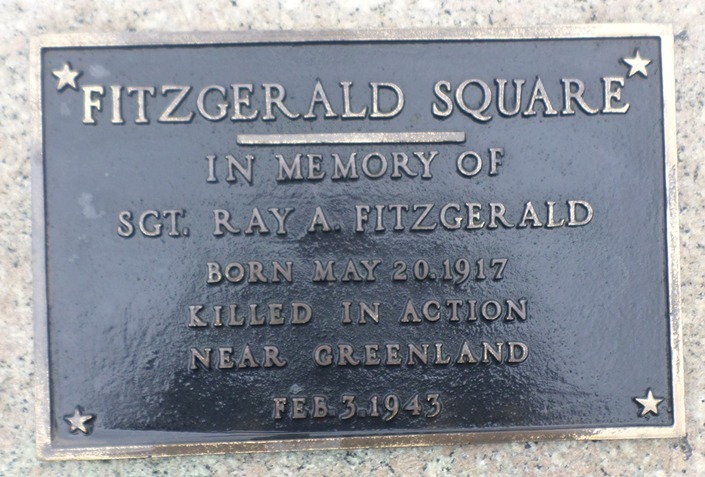 FITZGERALD SQUARE
IN MEMORY OF
SGT. RAY A. FITZGERALD
BORN MAY 20.1917
KILLED IN ACTION
NEAR GREENLAND
FEB.3.1943